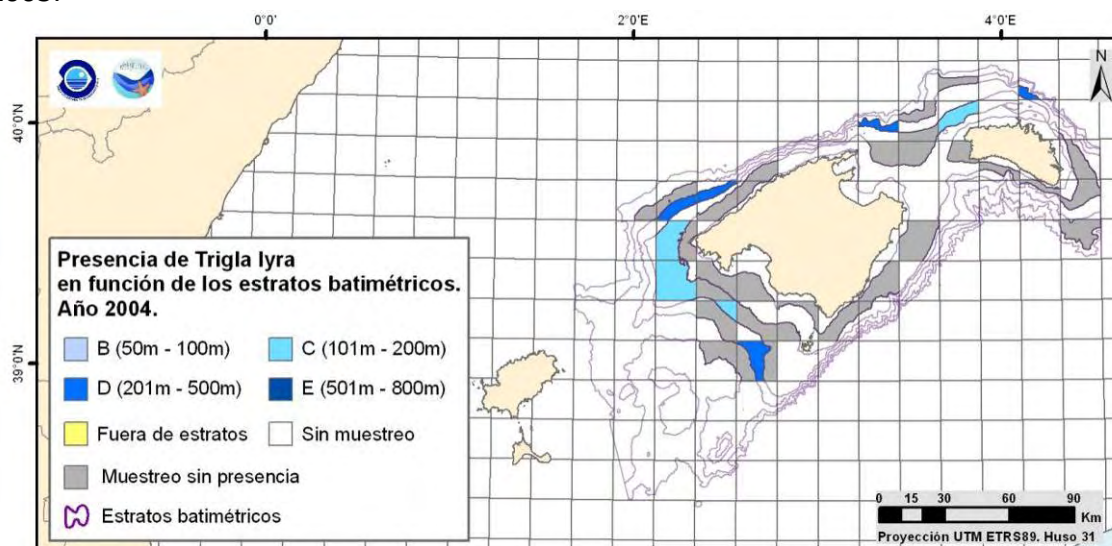 0°0'
2°0'E
4°0'E
N
40°0'N
39°0'N
Presencia de Trigla lyra
en función de los estratos batimétricos.
Año 2004.
B (50m - 100m)
C (101m - 200m)
D (201m - 500m)
E (501m - 800m)
Fuera de estratos
Sin muestreo
Muestreo sin presencia
Estratos batimétricos
0 15 30 60 90
Km
Proyección UTM ETRS89. Huso 31